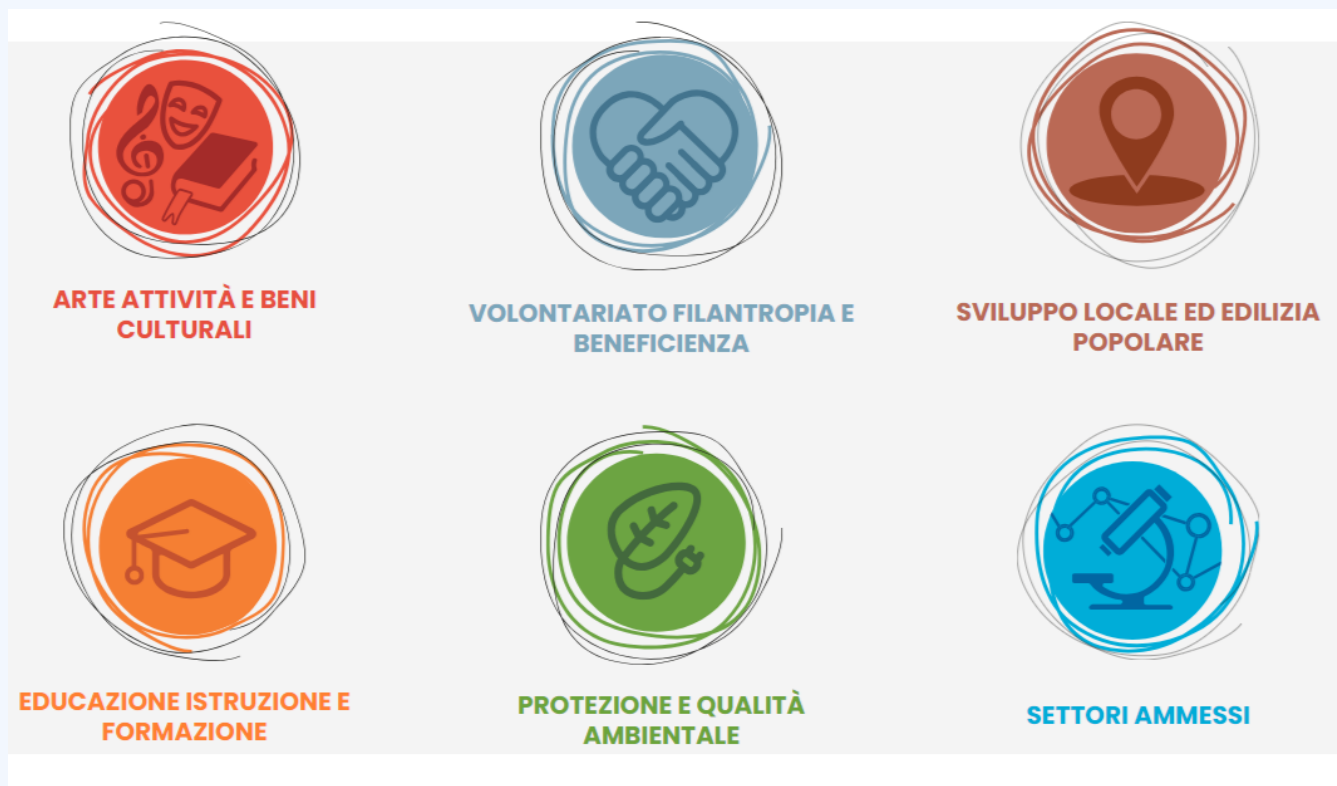 ARTE ATTIVITÀ E BENI
CULTURALI
VOLONTARIATO FILANTROPIA E
BENEFICIENZA
SVILUPPO LOCALE ED EDILIZIA
POPOLARE
EDUCAZIONE ISTRUZIONE E
FORMAZIONE
PROTEZIONE E QUALITÀ
AMBIENTALE
SETTORI AMMESSI